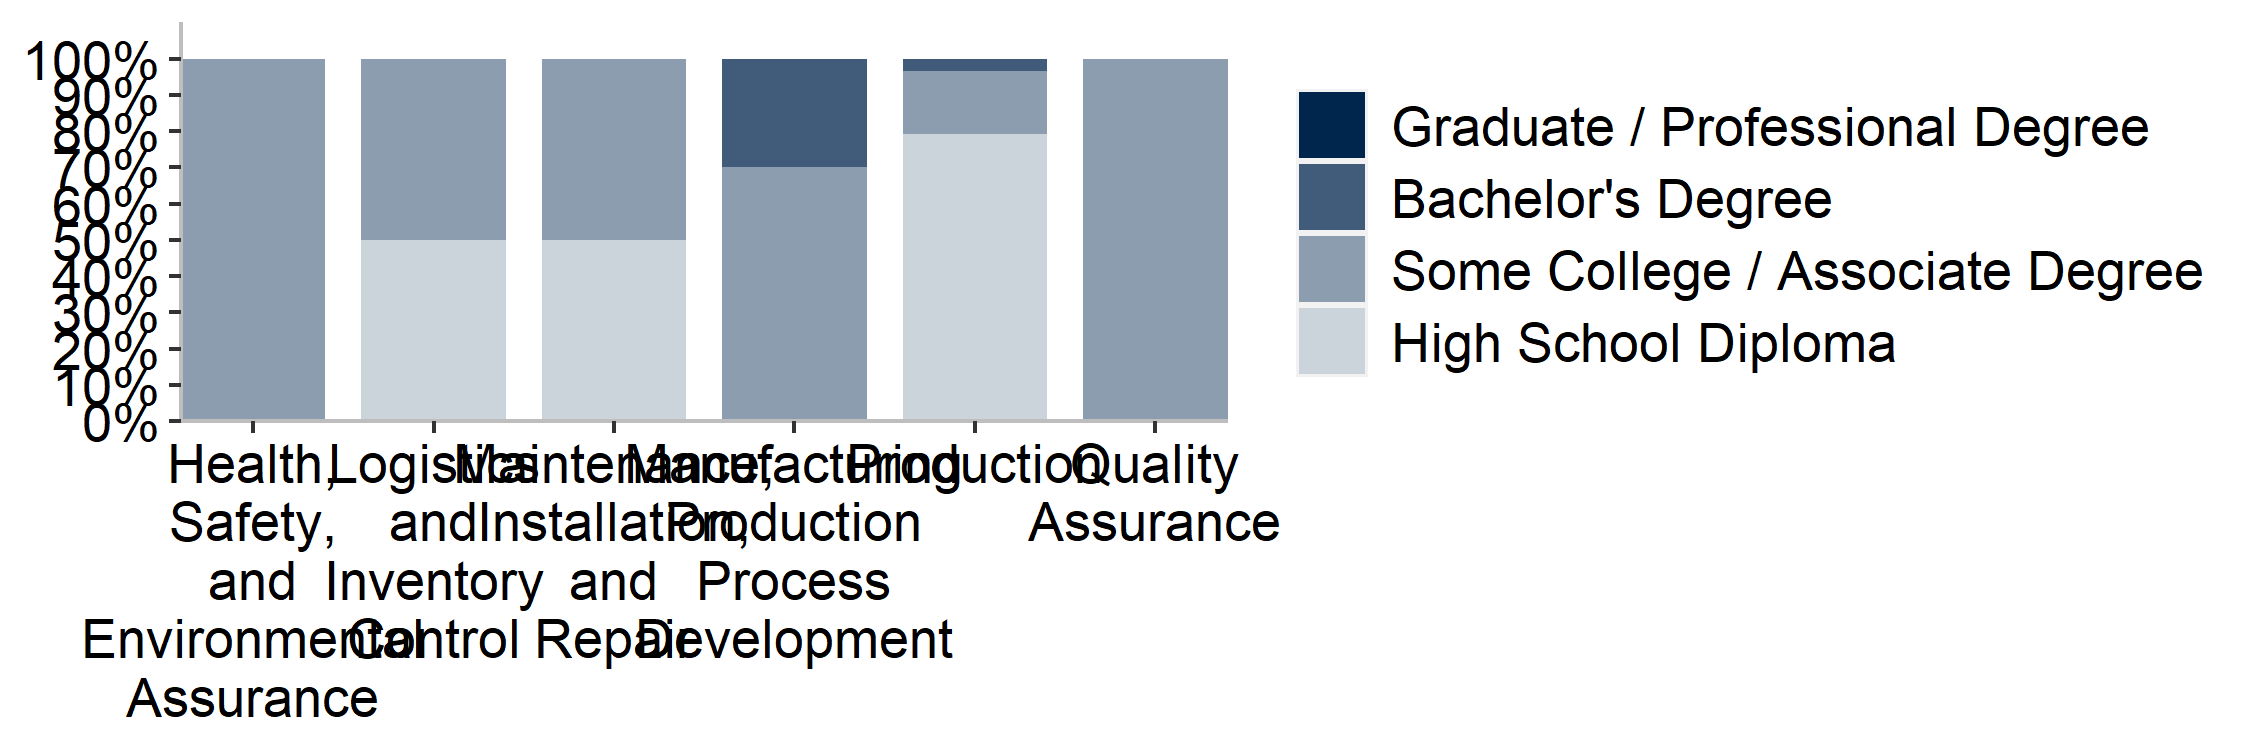 100%
90%
80%
70%
60%
50%
40%
30%
20%
10%
0%
Health,
Safety,
and
Environmental
Assurance
Logistics
and
Inventory
Control
Maintenance,
Installation,
and
Repair
Manufacturing
Production
Process
Development
Production
Quality
Assurance
Graduate / Professional Degree
Bachelor's Degree
Some College / Associate Degree
High School Diploma